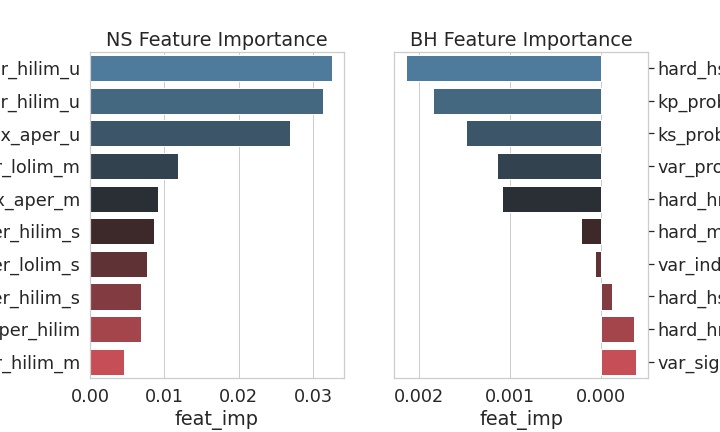 NS Feature Importance
r_hilim_u
r_hilim_u
x_aper_u
r_lolim_m
x_aper_m
er_hilim_s
er_lolim_s
er_hilim_s
per_hilim
r_hilim_m
0.00 0.01 0.02 0.03
feat_imp
BH Feature Importance
hard_hs
kp_prob
ks_prob
var_pro
hard_hr
hard_m
var_ind
hard_hs
hard_hr
var_sig
0.002 0.001 0.000
feat_imp